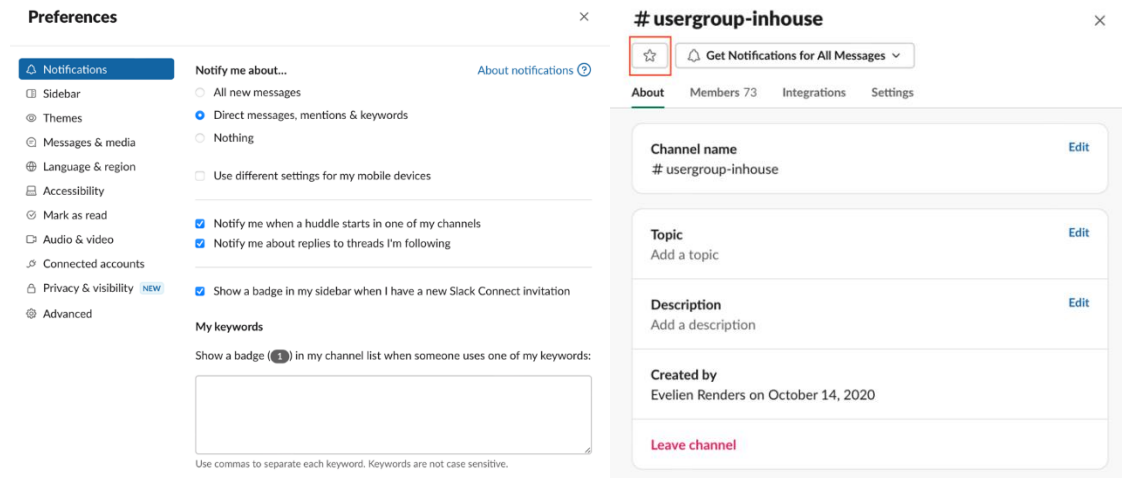 Preferences
Notifications
Sidebar
Themes
Messages & media
Language & region
Accessibility
Mark as read
Audio & video
Connected accounts
Privacy & visibility NEW
Advanced
Notify me about...
About notifications ?
All new messages
Direct messages, mentions & keywords
Nothing
Use different settings for my mobile devices
Notify me when a huddle starts in one of my channels
Notify me about replies to threads I'm following
Show a badge in my sidebar when I have a new Slack Connect invitation
My keywords
Show a badge (1) in my channel list when someone uses one of my keywords:
Use commas to separate each keyword. Keywords are not case sensitive.
# usergroup-inhouse
Get Notifications for All Messages
About Members 73 Integrations Settings
Channel name Edit
# usergroup-inhouse
Topic Edit
Add a topic
Description Edit
Add a description
Created by
Evelien Renders on October 14, 2020
Leave channel